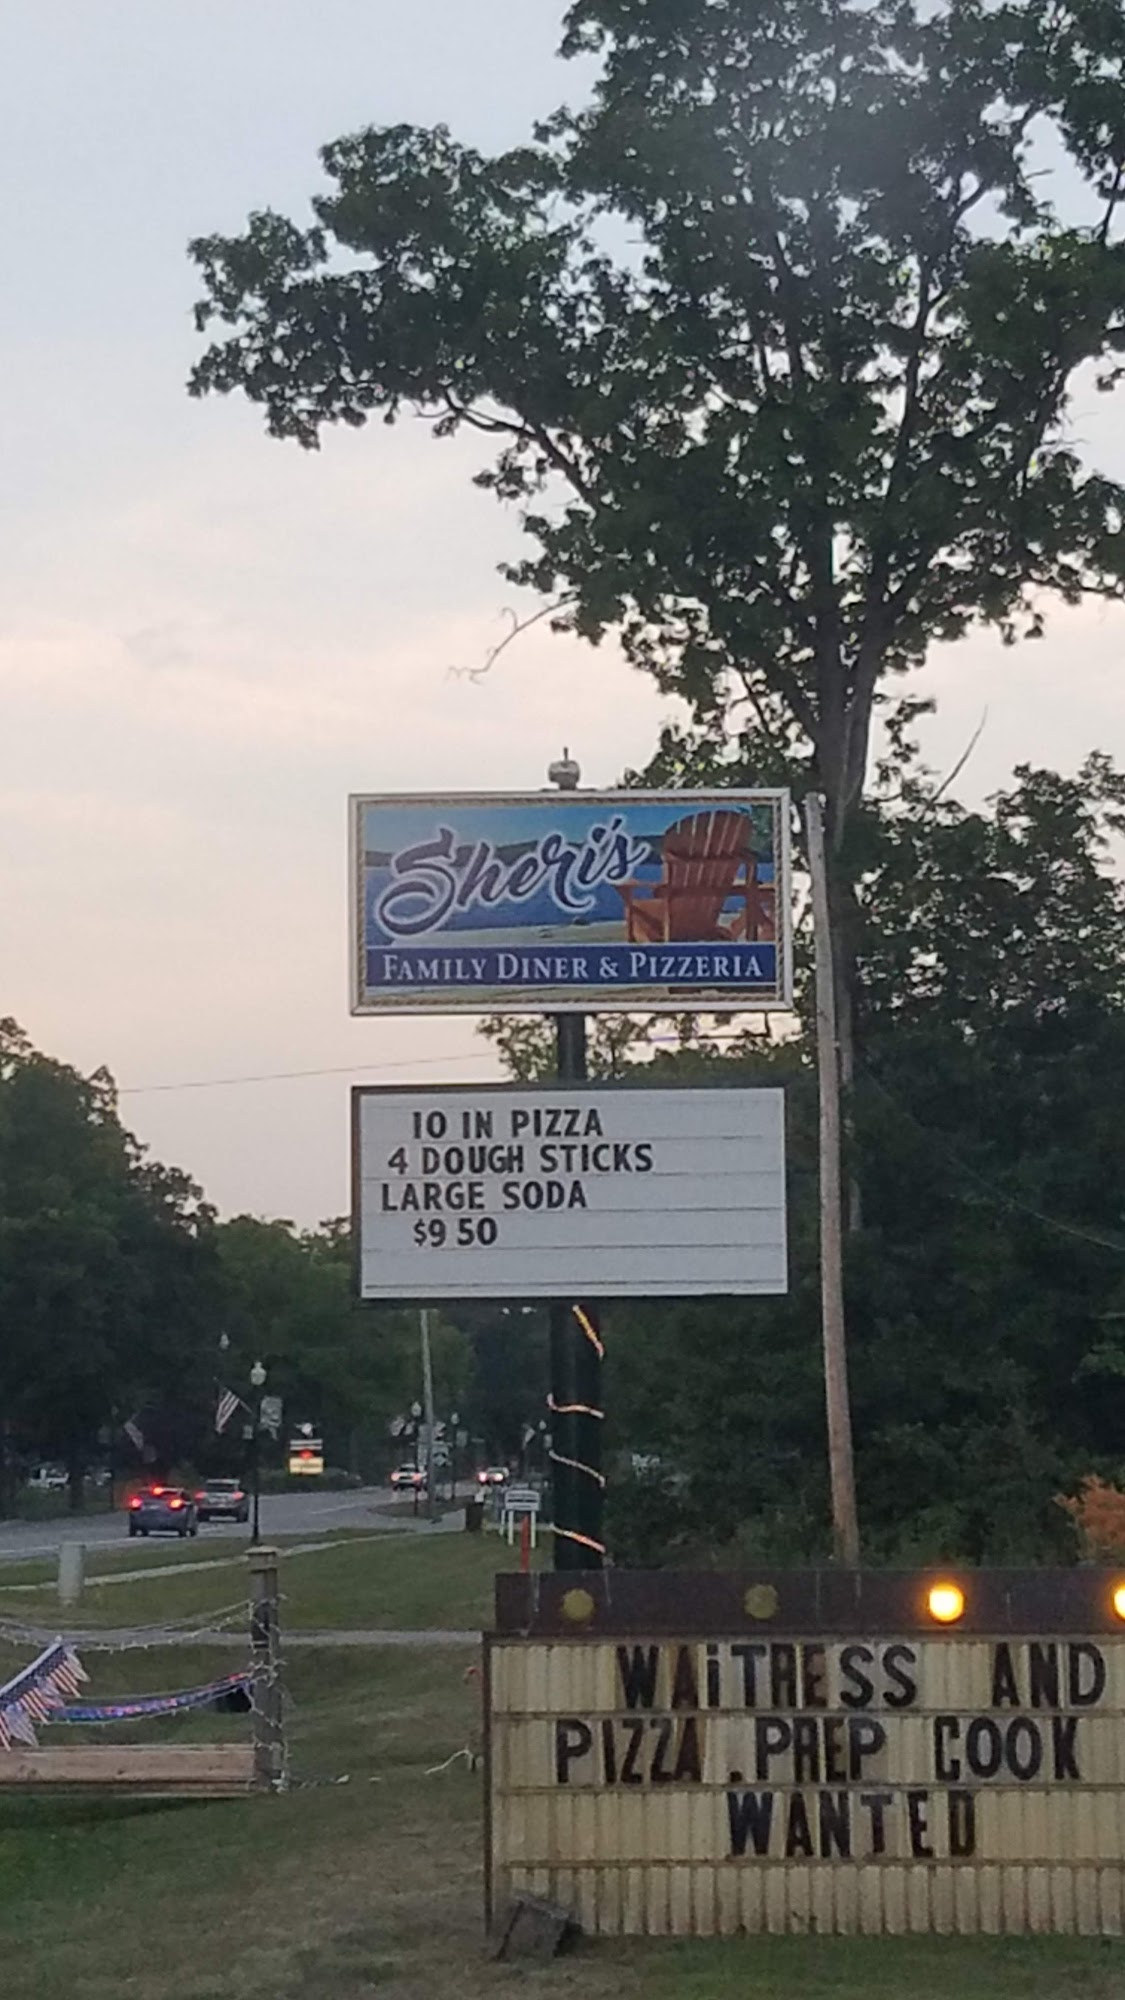 Sheri's
FAMILY DINER & PIZZERIA
10 IN PIZZA
4 DOUGH STICKS
LARGE SODA
$9 50
WAiTRESS AND
PIZZA . PREP COOK
WANTED